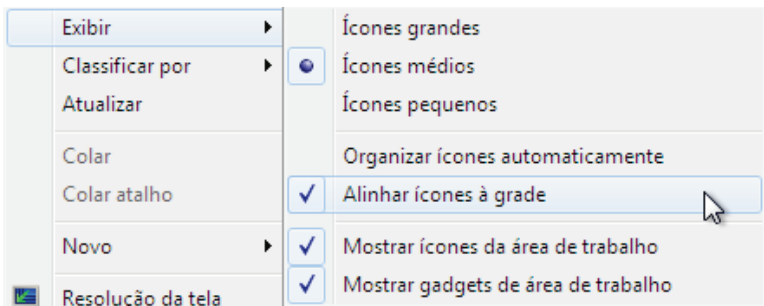 Exibir
Classificar por
Atualizar
Colar
Colar atalho
Novo
Resolução da tela
Ícones grandes
Ícones médios
Ícones pequenos
Organizar ícones automaticamente
Alinhar ícones à grade
Mostrar ícones da área de trabalho
Mostrar gadgets de área de trabalho